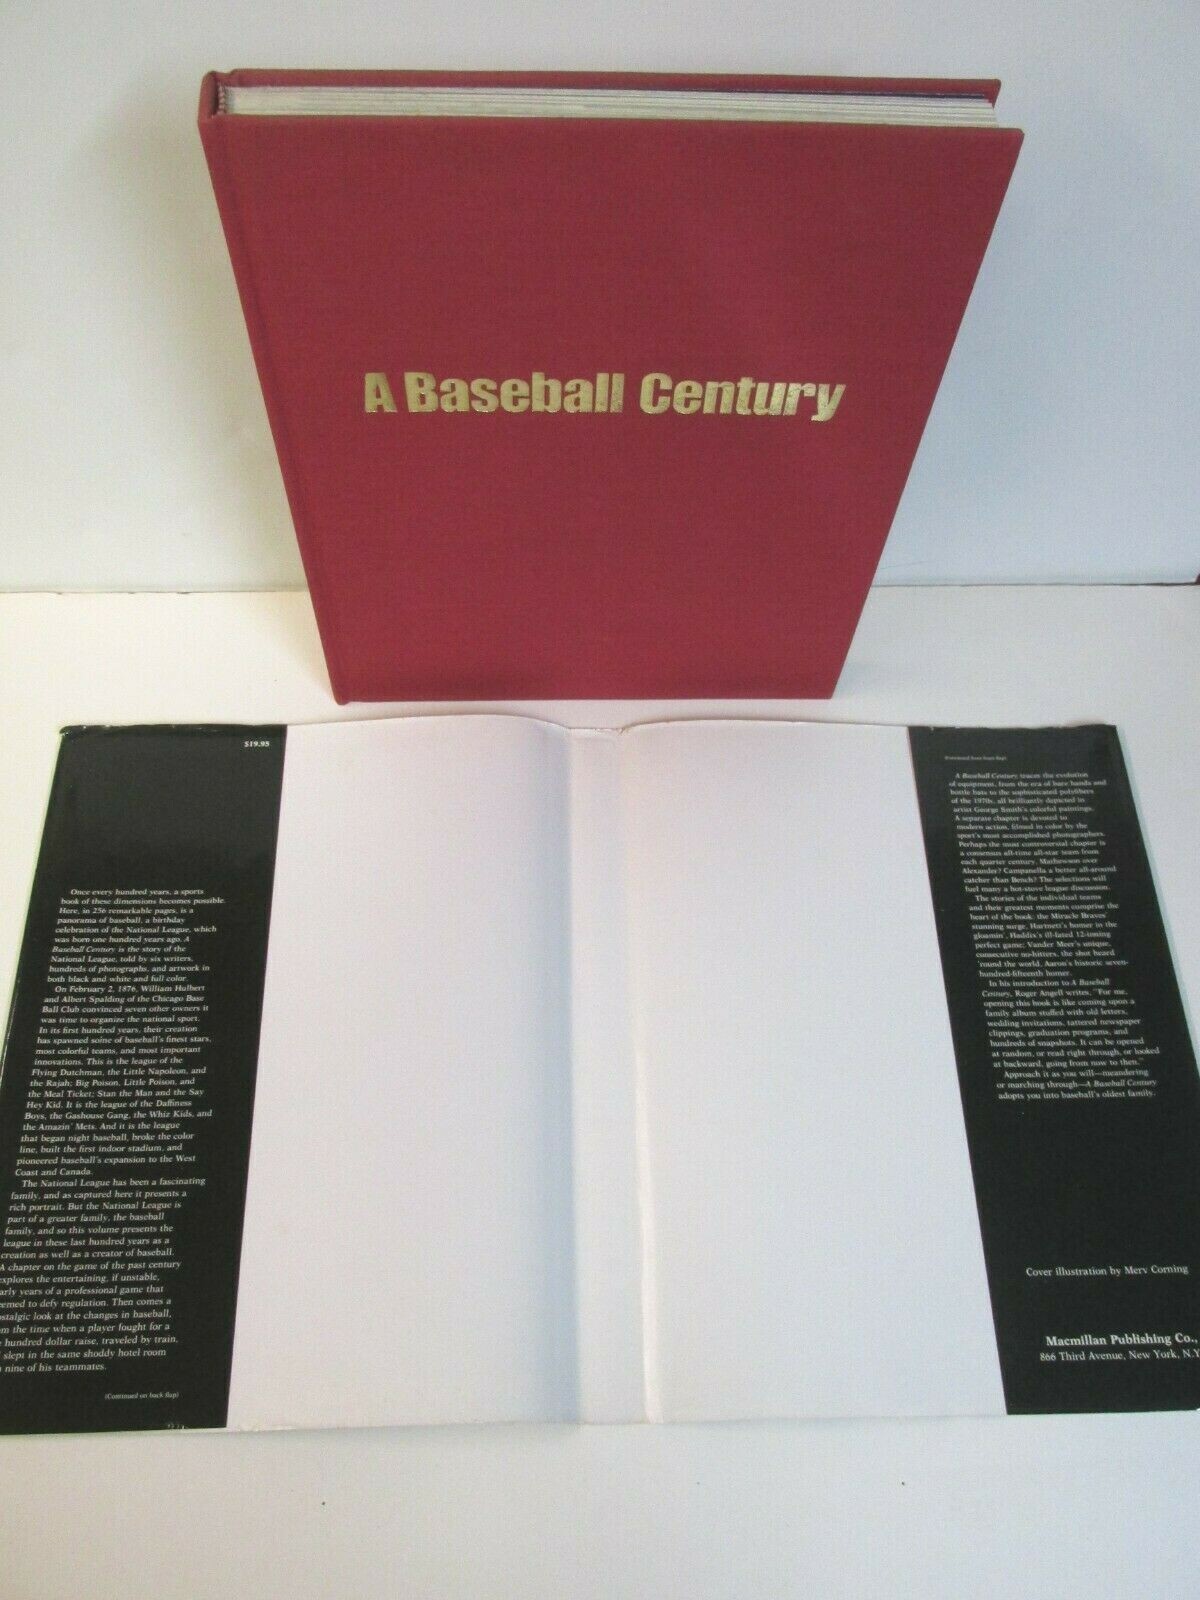 A Baseball Century
$19.95
Once every hundred years, a sports
book of these dimensions becomes possible.
Here, in 256 remarkable pages, is a
panorama of baseball, a birthday
celebration of the National League, which
was born one hundred years ago. A
Baseball Century is the story of the
National League, told by six writers,
hundreds of photographs, and artwork in
both black and white and full color.
On February 2, 1876, William Hulbert
and Albert Spalding of the Chicago Base
Ball Club convinced seven other owners it
was time to organize the national sport.
In its first hundred years, their creation
has spawned some of baseball's finest stars,
most colorful teams, and most important
innovations. This is the league of the
Flying Dutchman, the Little Napoleon, and
the Rajah; Big Poison, Little Poison, and
the Meal Ticket; Stan the Man and the Say
Hey Kid. It is the league of the Daffiness
Boys, the Gashouse Gang, the Whiz Kids, and
the Amazin' Mets. And it is the league
that began night baseball, broke the color
line, built the first indoor stadium, and
pioneered baseball's expansion to the West
Coast and Canada.
The National League has been a fascinating
family, and as captured here it presents a
rich portrait. But the National League is
part of a greater family, the baseball
family, and so this volume presents the
league in these last hundred years as a
creation as well as a creator of baseball.
A chapter on the game of the past century
explores the entertaining, if unstable,
arly years of a professional game that
emed to defy regulation. Then comes a
stalgic look at the changes in baseball,
m the time when a player fought for a
hundred dollar raise, traveled by train,
slept in the same shoddy hotel room
nine of his teammates.
(Continued on back flap)
(Continued from front flap)
A Baseball Century traces the evolution
of equipment, from the era of bare hands and
bottle bats to the sophisticated polyfibers
of the 1970s, all brilliantly depicted in
artist George Smith's colorful paintings.
A separate chapter is devoted to
modern action, filmed in color by the
sport's most accomplished photographers.
Perhaps the most controversial chapter is
a consensus all-time all-star team from
each quarter century. Mathewson over
Alexander? Campanella a better all-around
catcher than Bench? The selections will
fuel many a hot-stove league discussion.
The stories of the individual teams
and their greatest moments comprise the
heart of the book: the Miracle Braves'
stunning surge, Hartnett's homer in the
gloamin', Haddix's ill-fated 12-inning
perfect game; Vander Meer's unique,
consecutive no-hitters, the shot heard
'round the world, Aaron's historic seven-
hundred-fifteenth homer.
In his introduction to A Baseball
Century, Roger Angell writes, "For me,
opening this book is like coming upon a
family album stuffed with old letters,
wedding invitations, tattered newspaper
clippings, graduation programs, and
hundreds of snapshots. It can be opened
at random, or read right through, or looked
at backward, going from now to then."
Approach it as you will—meandering
or marching through—A Baseball Century
adopts you into baseball's oldest family.
Cover illustration by Merv Corning
Macmillan Publishing Co.,
866 Third Avenue, New York, N.Y